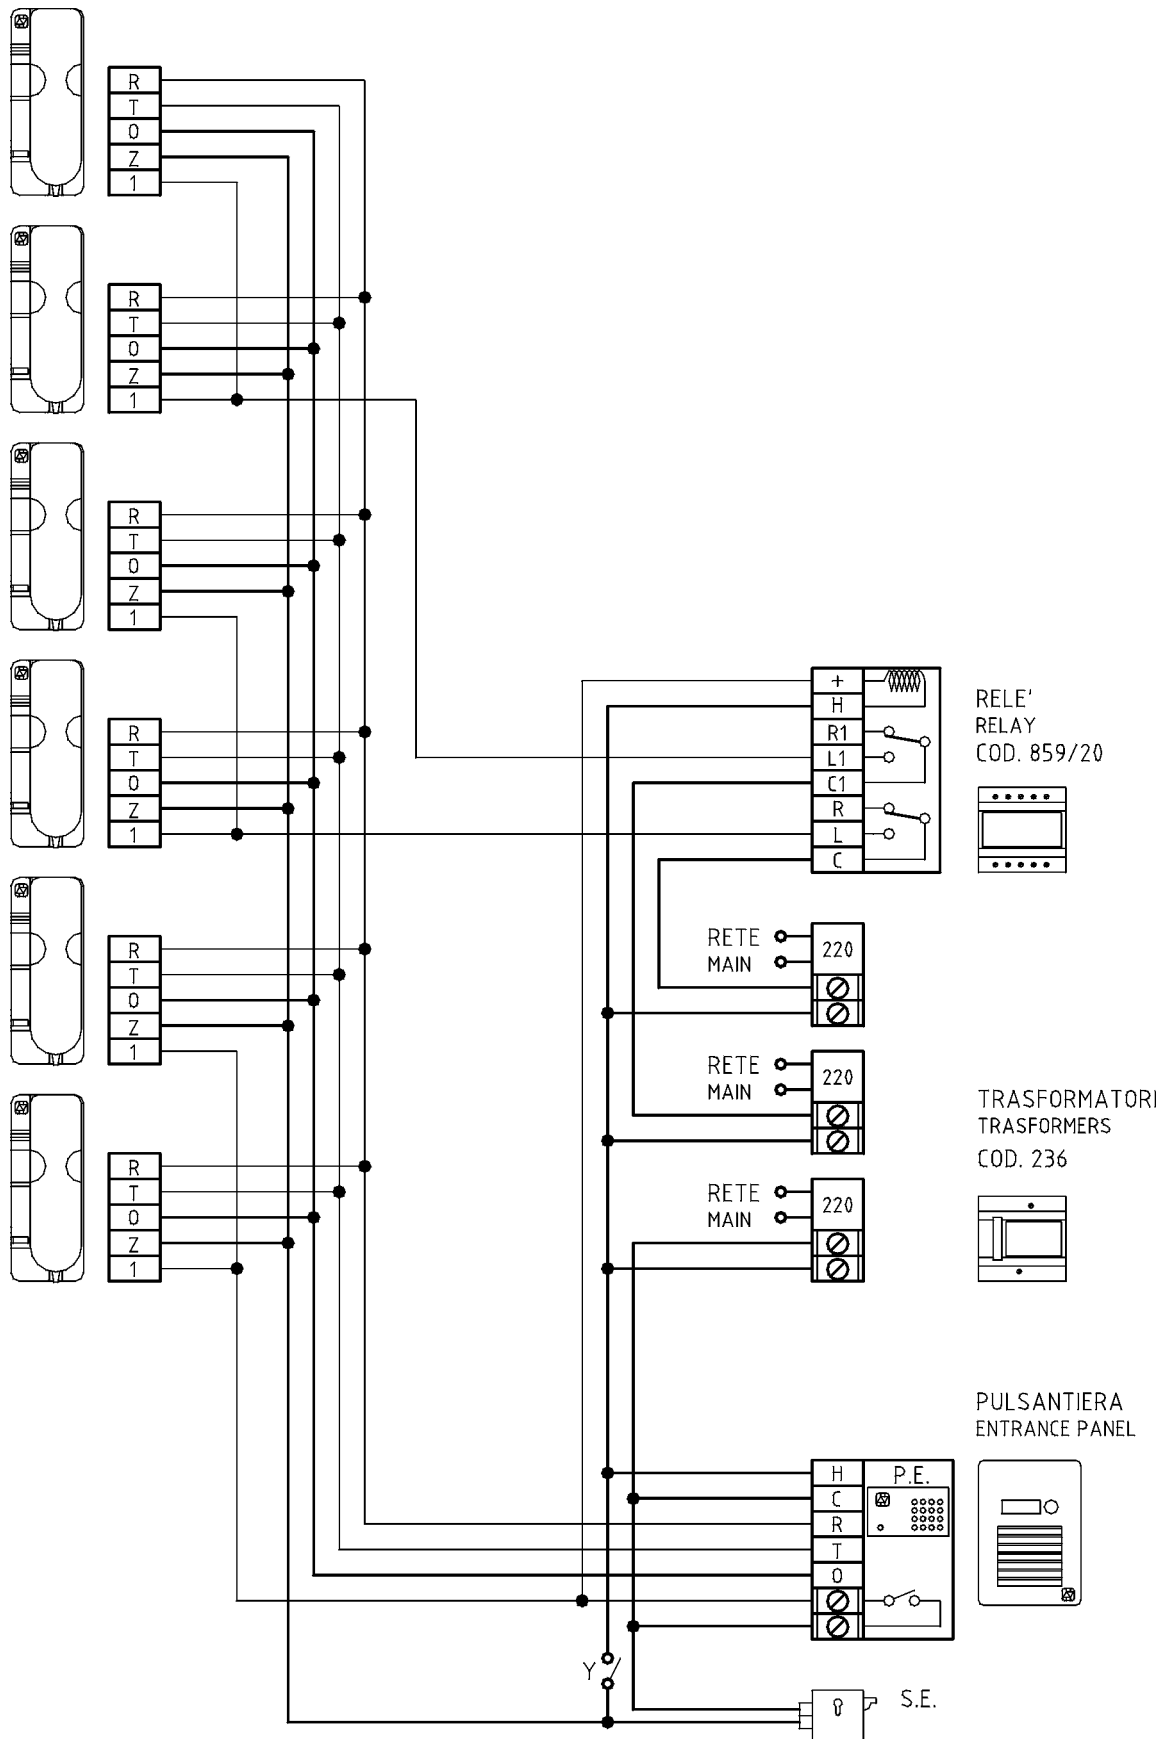 R
T
0
Z
1
R
T
0
Z
1
R
T
0
Z
1
R
T
0
Z
1
R
T
0
Z
1
R
T
0
Z
1
+
H
R1
L1
C1
R
L
C
RELE'
RELAY
COD. 859/20
RETE
MAIN
220
RETE
MAIN
220
RETE
MAIN
220
TRASFORMATORI
TRASFORMERS
COD. 236
PULSANTIERA
ENTRANCE PANEL
H
C
R
T
0
P.E.
Y
S.E.